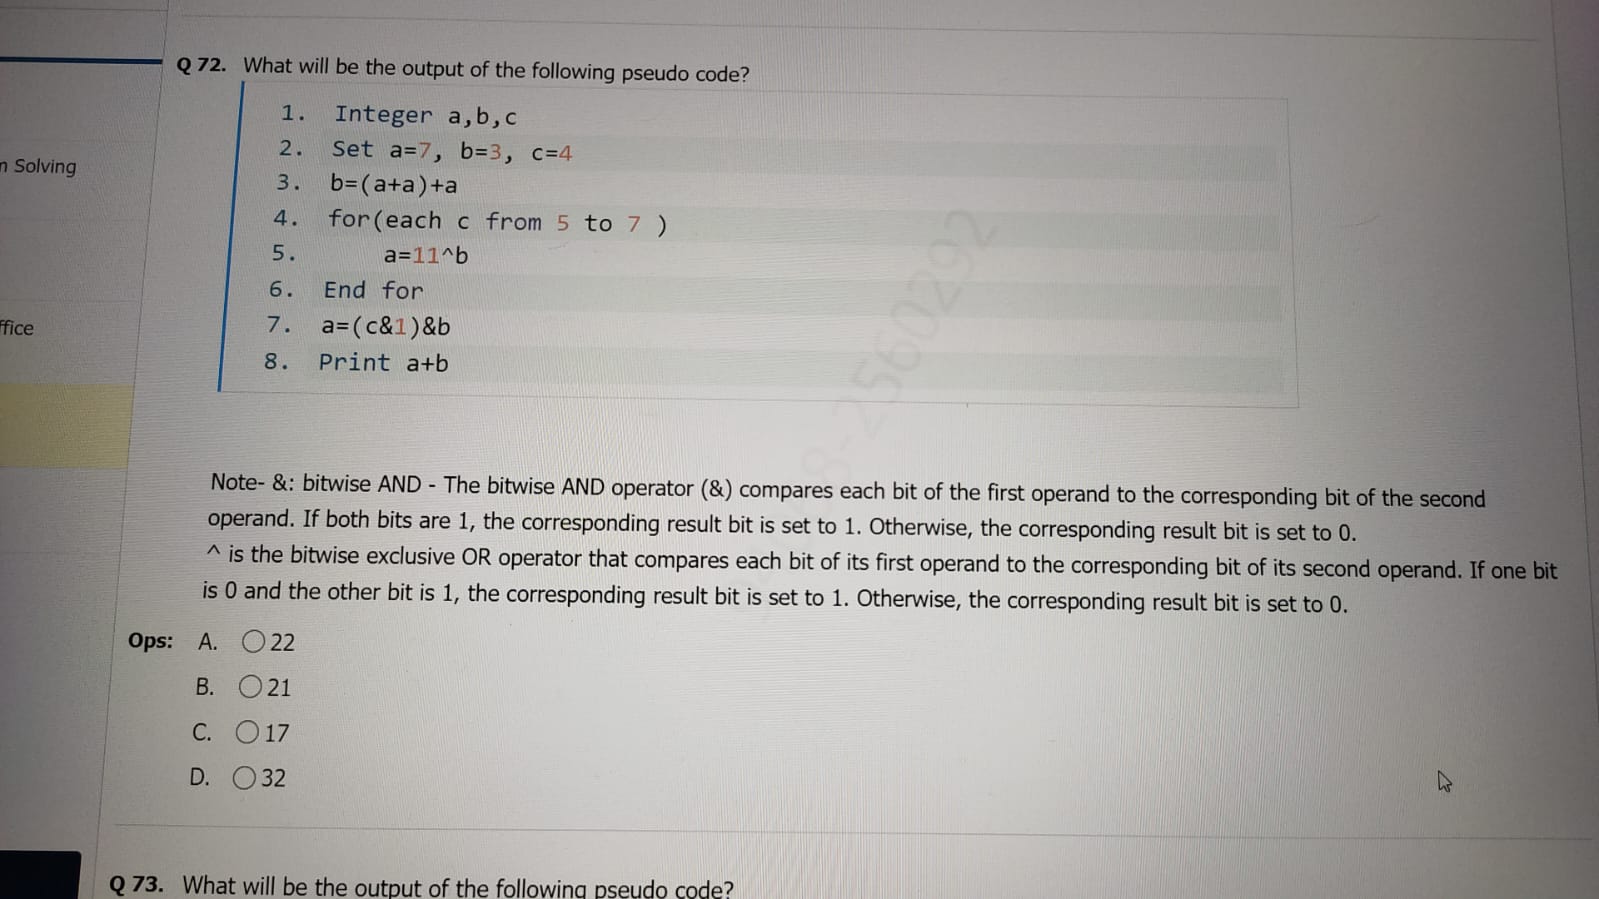 n Solving
ffice
Q 72. What will be the output of the following pseudo code?
1. Integer a,b,c
2. Set a=7, b=3, c=4
3. b=(a+a)+a
4. for(each c from 5 to 7 )
5. a=11^b
6. End for
7. a=(c&1)&b
8. Print a+b
Note- &: bitwise AND - The bitwise AND operator (&) compares each bit of the first operand to the corresponding bit of the second
operand. If both bits are 1, the corresponding result bit is set to 1. Otherwise, the corresponding result bit is set to 0.
^ is the bitwise exclusive OR operator that compares each bit of its first operand to the corresponding bit of its second operand. If one bit
is 0 and the other bit is 1, the corresponding result bit is set to 1. Otherwise, the corresponding result bit is set to 0.
Ops: A. 22
B. 21
C. 17
D. 32
Q 73. What will be the output of the following pseudo code?